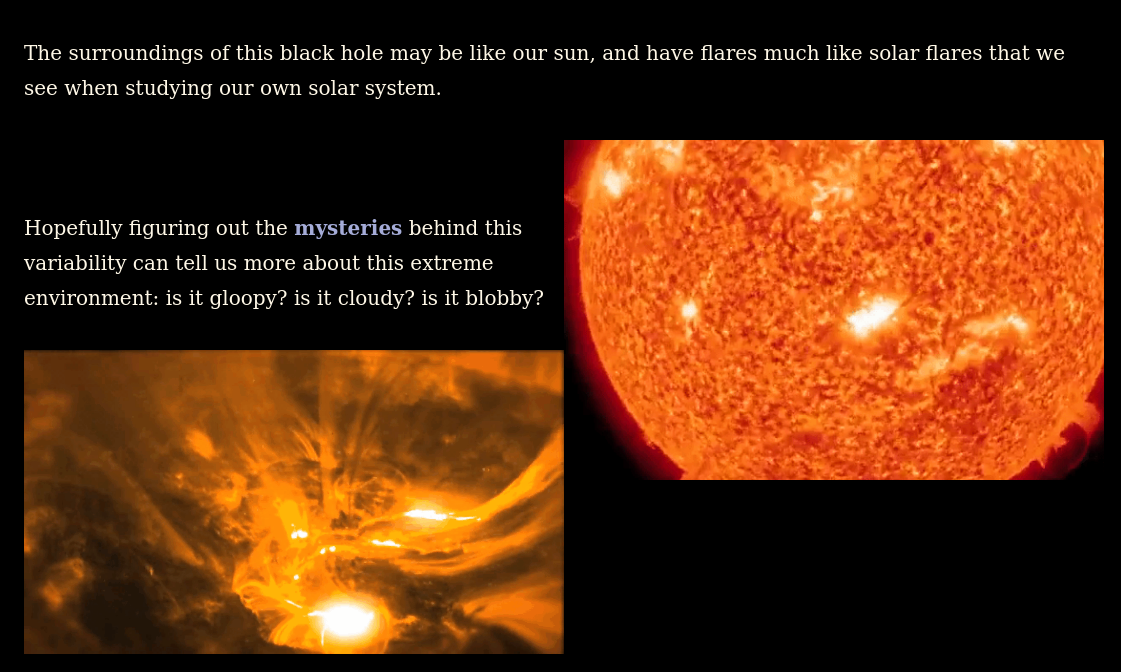 The surroundings of this black hole may be like our sun, and have flares much like solar flares that we
see when studying our own solar system.
Hopefully figuring out the mysteries behind this
variability can tell us more about this extreme
environment: is it gloopy? is it cloudy? is it blobby?